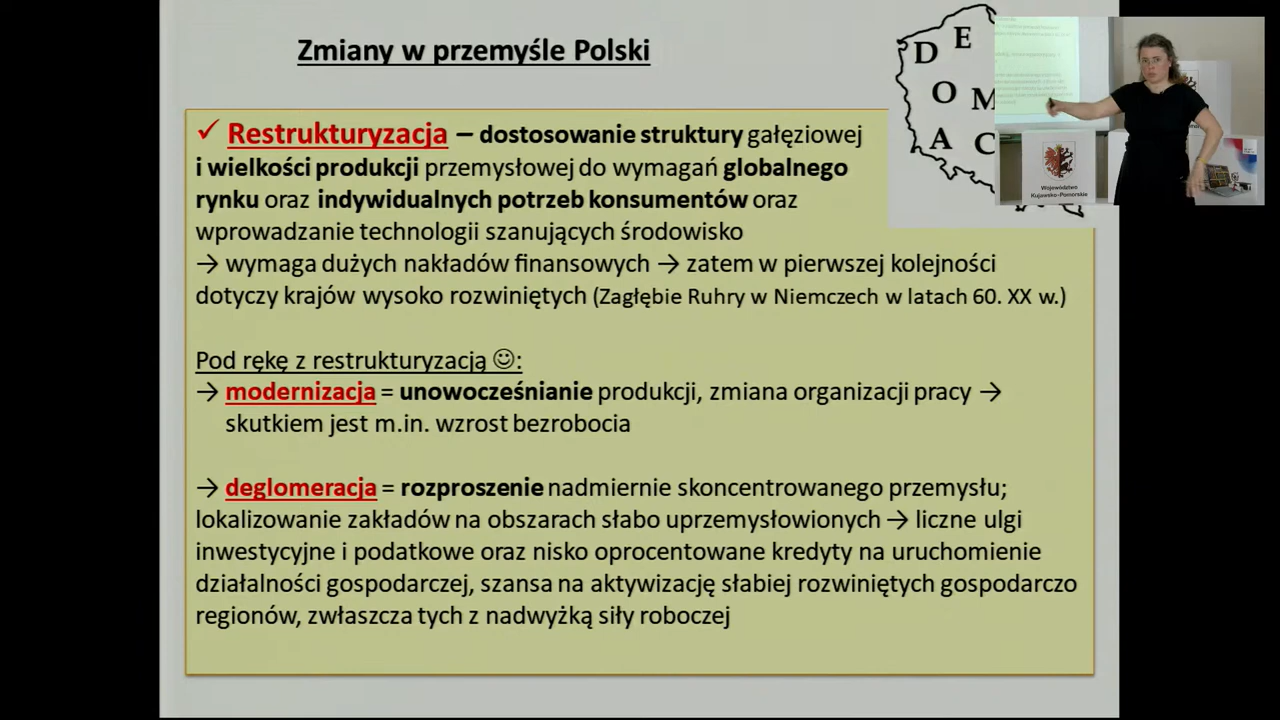 Zmiany w przemyśle Polski
D E
O M
A C
✓ Restrukturyzacja – dostosowanie struktury gałęziowej
i wielkości produkcji przemysłowej do wymagań globalnego
rynku oraz indywidualnych potrzeb konsumentów oraz
wprowadzanie technologii szanujących środowisko
→ wymaga dużych nakładów finansowych → zatem w pierwszej kolejności
dotyczy krajów wysoko rozwiniętych (Zagłębie Ruhry w Niemczech w latach 60. XX w.)
Pod rękę z restrukturyzacją ☺:
→ modernizacja = unowocześnianie produkcji, zmiana organizacji pracy →
skutkiem jest m.in. wzrost bezrobocia
→ deglomeracja = rozproszenie nadmiernie skoncentrowanego przemysłu;
lokalizowanie zakładów na obszarach słabo uprzemysłowionych → liczne ulgi
inwestycyjne i podatkowe oraz nisko oprocentowane kredyty na uruchomienie
działalności gospodarczej, szansa na aktywizację słabiej rozwiniętych gospodarczo
regionów, zwłaszcza tych z nadwyżką siły roboczej
Województwo
Kujawsko-Pomorskie